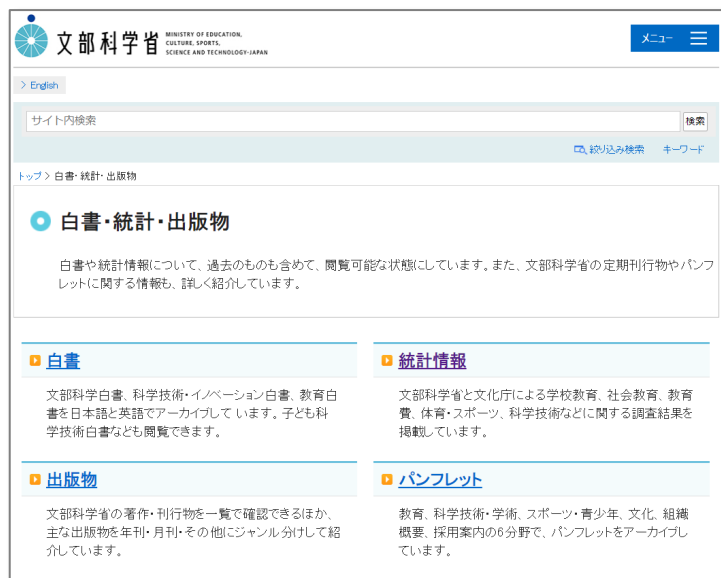 文部科学省
MINISTRY OF EDUCATION,
CULTURE, SPORTS,
SCIENCE AND TECHNOLOGY-JAPAN
メニュー
> English
サイト内検索
検索
絞り込み検索 キーワード
トップ > 白書・統計・出版物
白書・統計・出版物
白書や統計情報について、過去のものも含めて、閲覧可能な状態にしています。また、文部科学省の定期刊行物やパンフ
レットに関する情報も、詳しく紹介しています。
白書
文部科学白書、科学技術・イノベーション白書、教育白
書を日本語と英語でアーカイブして います。子ども科
学技術白書なども閲覧できます。
統計情報
文部科学省と文化庁による学校教育、社会教育、教育
費、体育・スポーツ、科学技術などに関する調査結果を
掲載しています。
出版物
文部科学省の著作・刊行物を一覧で確認できるほか、
主な出版物を年刊・月刊・その他にジャンル分けして紹
介しています。
パンフレット
教育、科学技術・学術、スポーツ・青少年、文化、組織
概要、採用案内の6分野で、パンフレットをアーカイブし
ています。